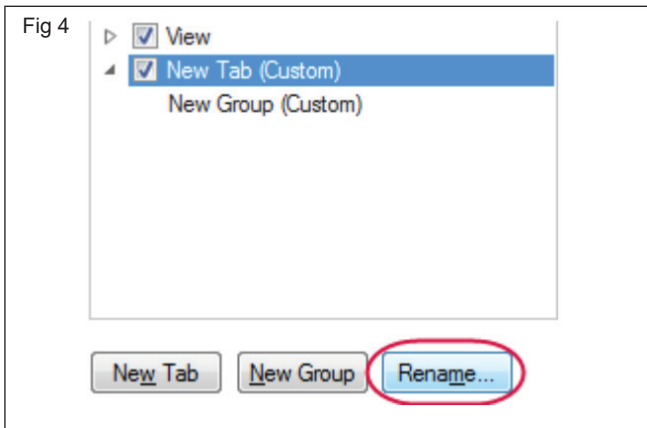 Fig 4
View
New Tab (Custom)
New Group (Custom)
New Tab New Group Rename...